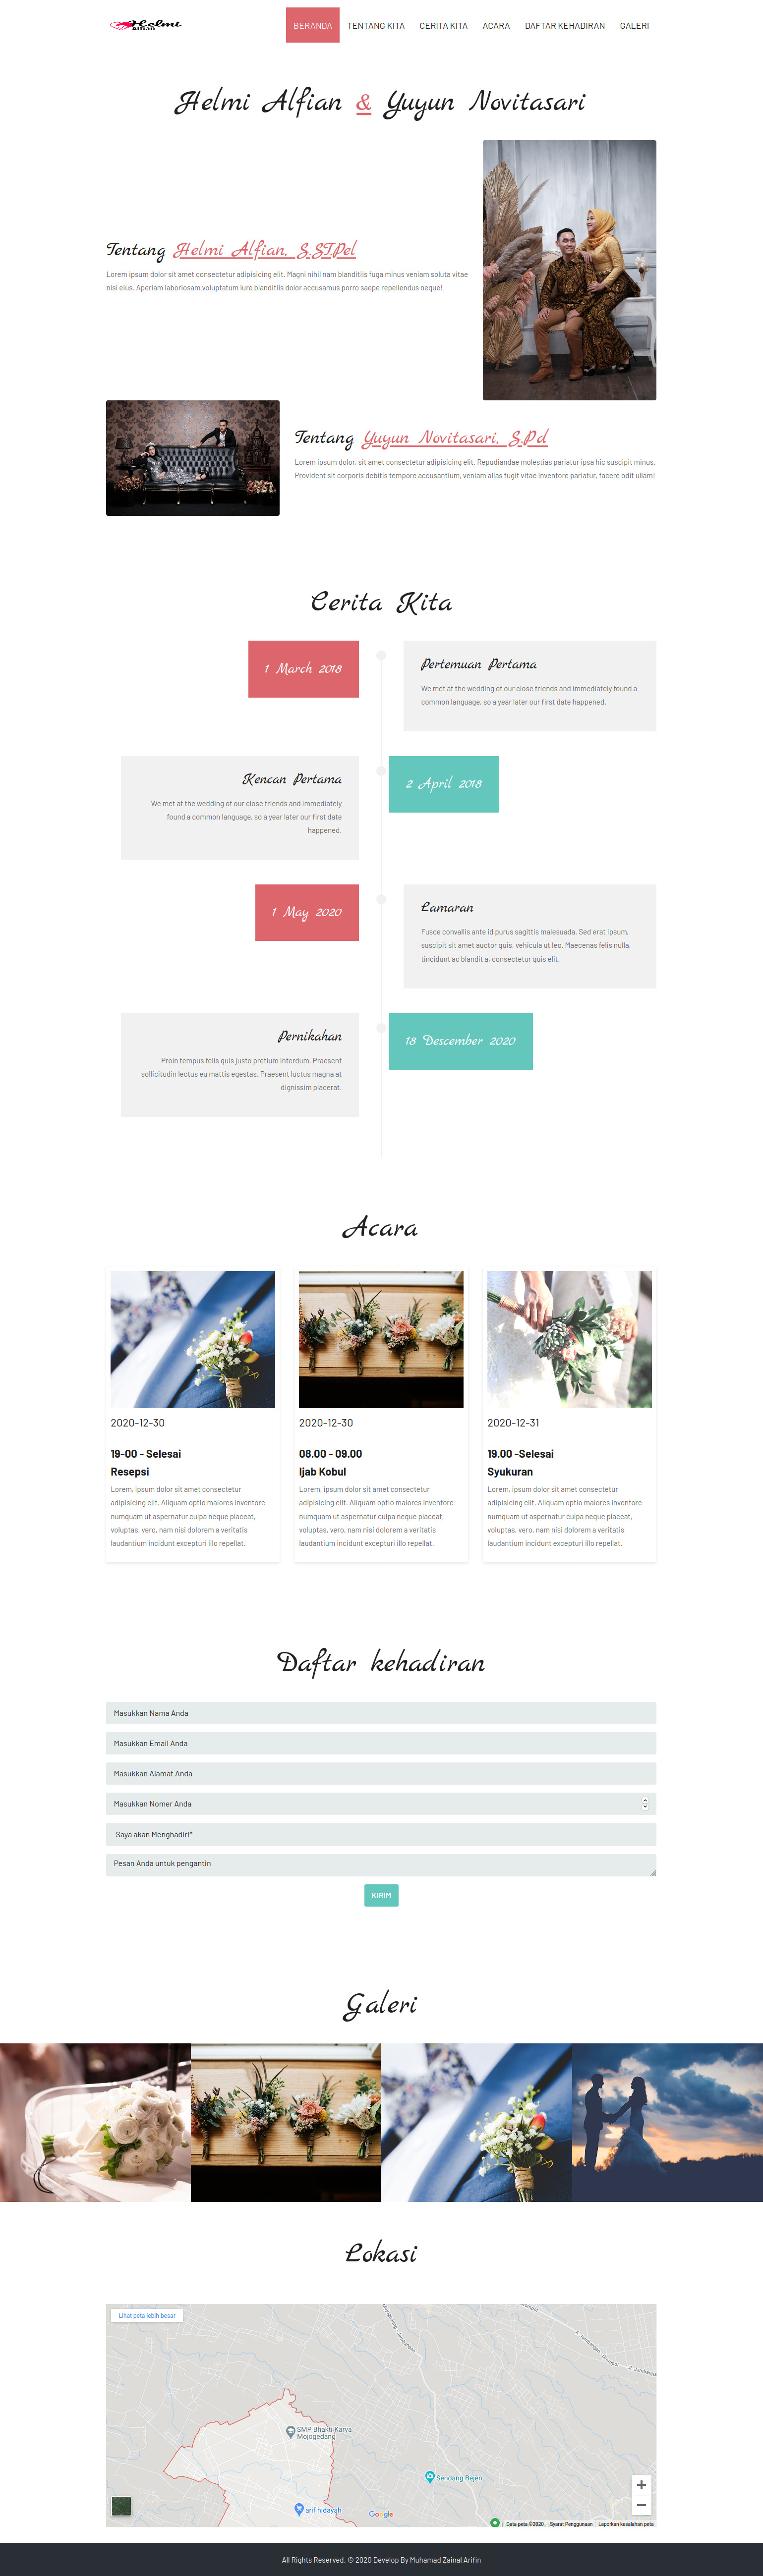 Helmi
Alfian
BERANDA TENTANG KITA CERITA KITA ACARA DAFTAR KEHADIRAN GALERI
Helmi Alfian & Yuyun Novitasari
Tentang Helmi Alfian, S.STPel
Lorem ipsum dolor sit amet consectetur adipisicing elit. Magni nihil nam blanditiis fuga minus veniam soluta vitae
nisi eius. Aperiam laboriosam voluptatum iure blanditiis dolor accusamus porro saepe repellendus neque!
Tentang Yuyun Novitasari, S.Pd
Lorem ipsum dolor, sit amet consectetur adipisicing elit. Repudiandae molestias pariatur ipsa hic suscipit minus.
Provident sit corporis debitis tempore accusantium, veniam alias fugit vitae inventore pariatur, facere odit ullam!
Cerita Kita
1 March 2018
Pertemuan Pertama
We met at the wedding of our close friends and immediately found a
common language, so a year later our first date happened.
Kencan Pertama
We met at the wedding of our close friends and immediately
found a common language, so a year later our first date
happened.
2 April 2018
1 May 2020
Lamaran
Fusce convallis ante id purus sagittis malesuada. Sed erat ipsum,
suscipit sit amet auctor quis, vehicula ut leo. Maecenas felis nulla,
tincidunt ac blandit a, consectetur quis elit.
Pernikahan
Proin tempus felis quis justo pretium interdum. Praesent
sollicitudin lectus eu mattis egestas. Praesent luctus magna at
dignissim placerat.
18 Descember 2020
Acara
2020-12-30
19-00 - Selesai
Resepsi
Lorem, ipsum dolor sit amet consectetur
adipisicing elit. Aliquam optio maiores inventore
numquam ut aspernatur culpa neque placeat,
voluptas, vero, nam nisi dolorem a veritatis
laudantium incidunt excepturi illo repellat.
2020-12-30
08.00 - 09.00
Ijab Kobul
Lorem, ipsum dolor sit amet consectetur
adipisicing elit. Aliquam optio maiores inventore
numquam ut aspernatur culpa neque placeat,
voluptas, vero, nam nisi dolorem a veritatis
laudantium incidunt excepturi illo repellat.
2020-12-31
19.00 -Selesai
Syukuran
Lorem, ipsum dolor sit amet consectetur
adipisicing elit. Aliquam optio maiores inventore
numquam ut aspernatur culpa neque placeat,
voluptas, vero, nam nisi dolorem a veritatis
laudantium incidunt excepturi illo repellat.
Daftar kehadiran
Masukkan Nama Anda
Masukkan Email Anda
Masukkan Alamat Anda
Masukkan Nomer Anda
Saya akan Menghadiri*
Pesan Anda untuk pengantin
KIRIM
Galeri
Lokasi
Lihat peta lebih besar
SMP Bhakti Karya
Mojogedang
Sendang Bejen
arif hidayah
Google
Data peta ©2020 Syarat Penggunaan Laporkan kesalahan peta
All Rights Reserved. © 2020 Develop By Muhamad Zainal Arifin